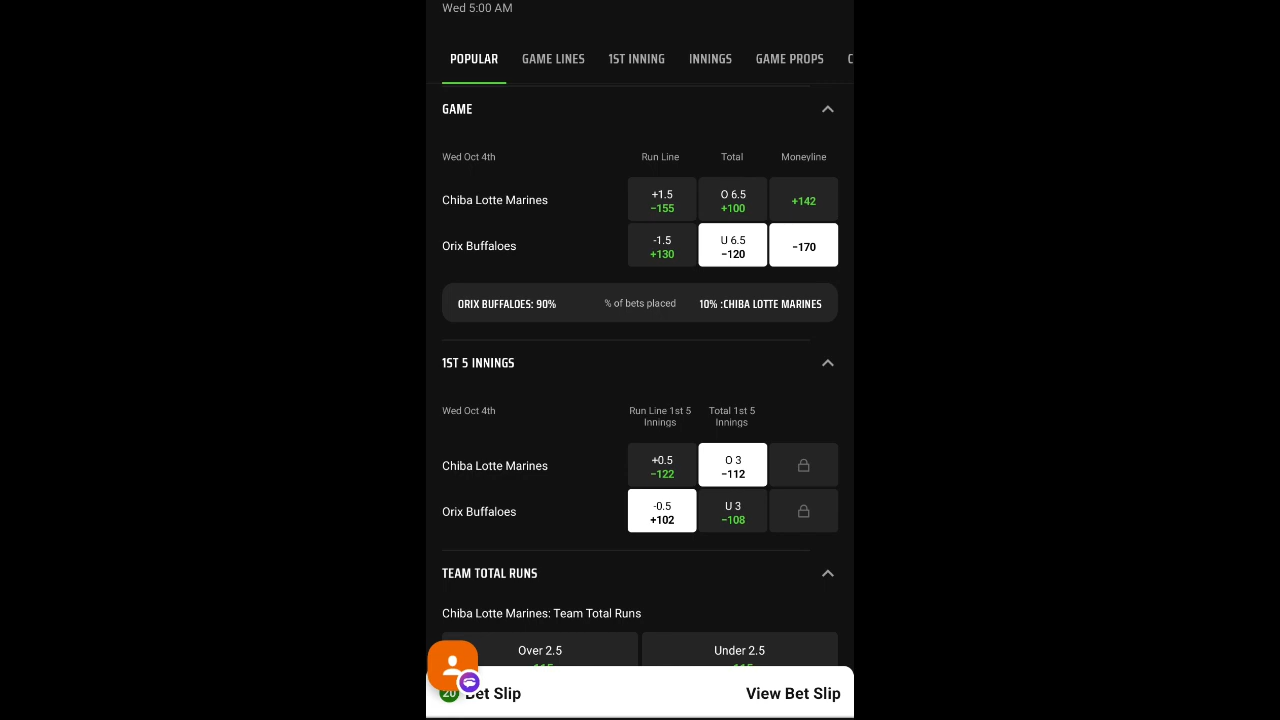 Wed 5:00 AM
POPULAR GAME LINES 1ST INNING INNINGS GAME PROPS C
GAME
Wed Oct 4th Run Line Total Moneyline
Chiba Lotte Marines +1.5 −155 O 6.5 +100 +142
Orix Buffaloes -1.5 +130 U 6.5 −120 −170
ORIX BUFFALOES: 90% % of bets placed 10% :CHIBA LOTTE MARINES
1ST 5 INNINGS
Wed Oct 4th Run Line 1st 5 Innings Total 1st 5 Innings
Chiba Lotte Marines +0.5 −122 O 3 −112
Orix Buffaloes -0.5 +102 U 3 −108
TEAM TOTAL RUNS
Chiba Lotte Marines: Team Total Runs
Over 2.5 Under 2.5
20 Bet Slip View Bet Slip